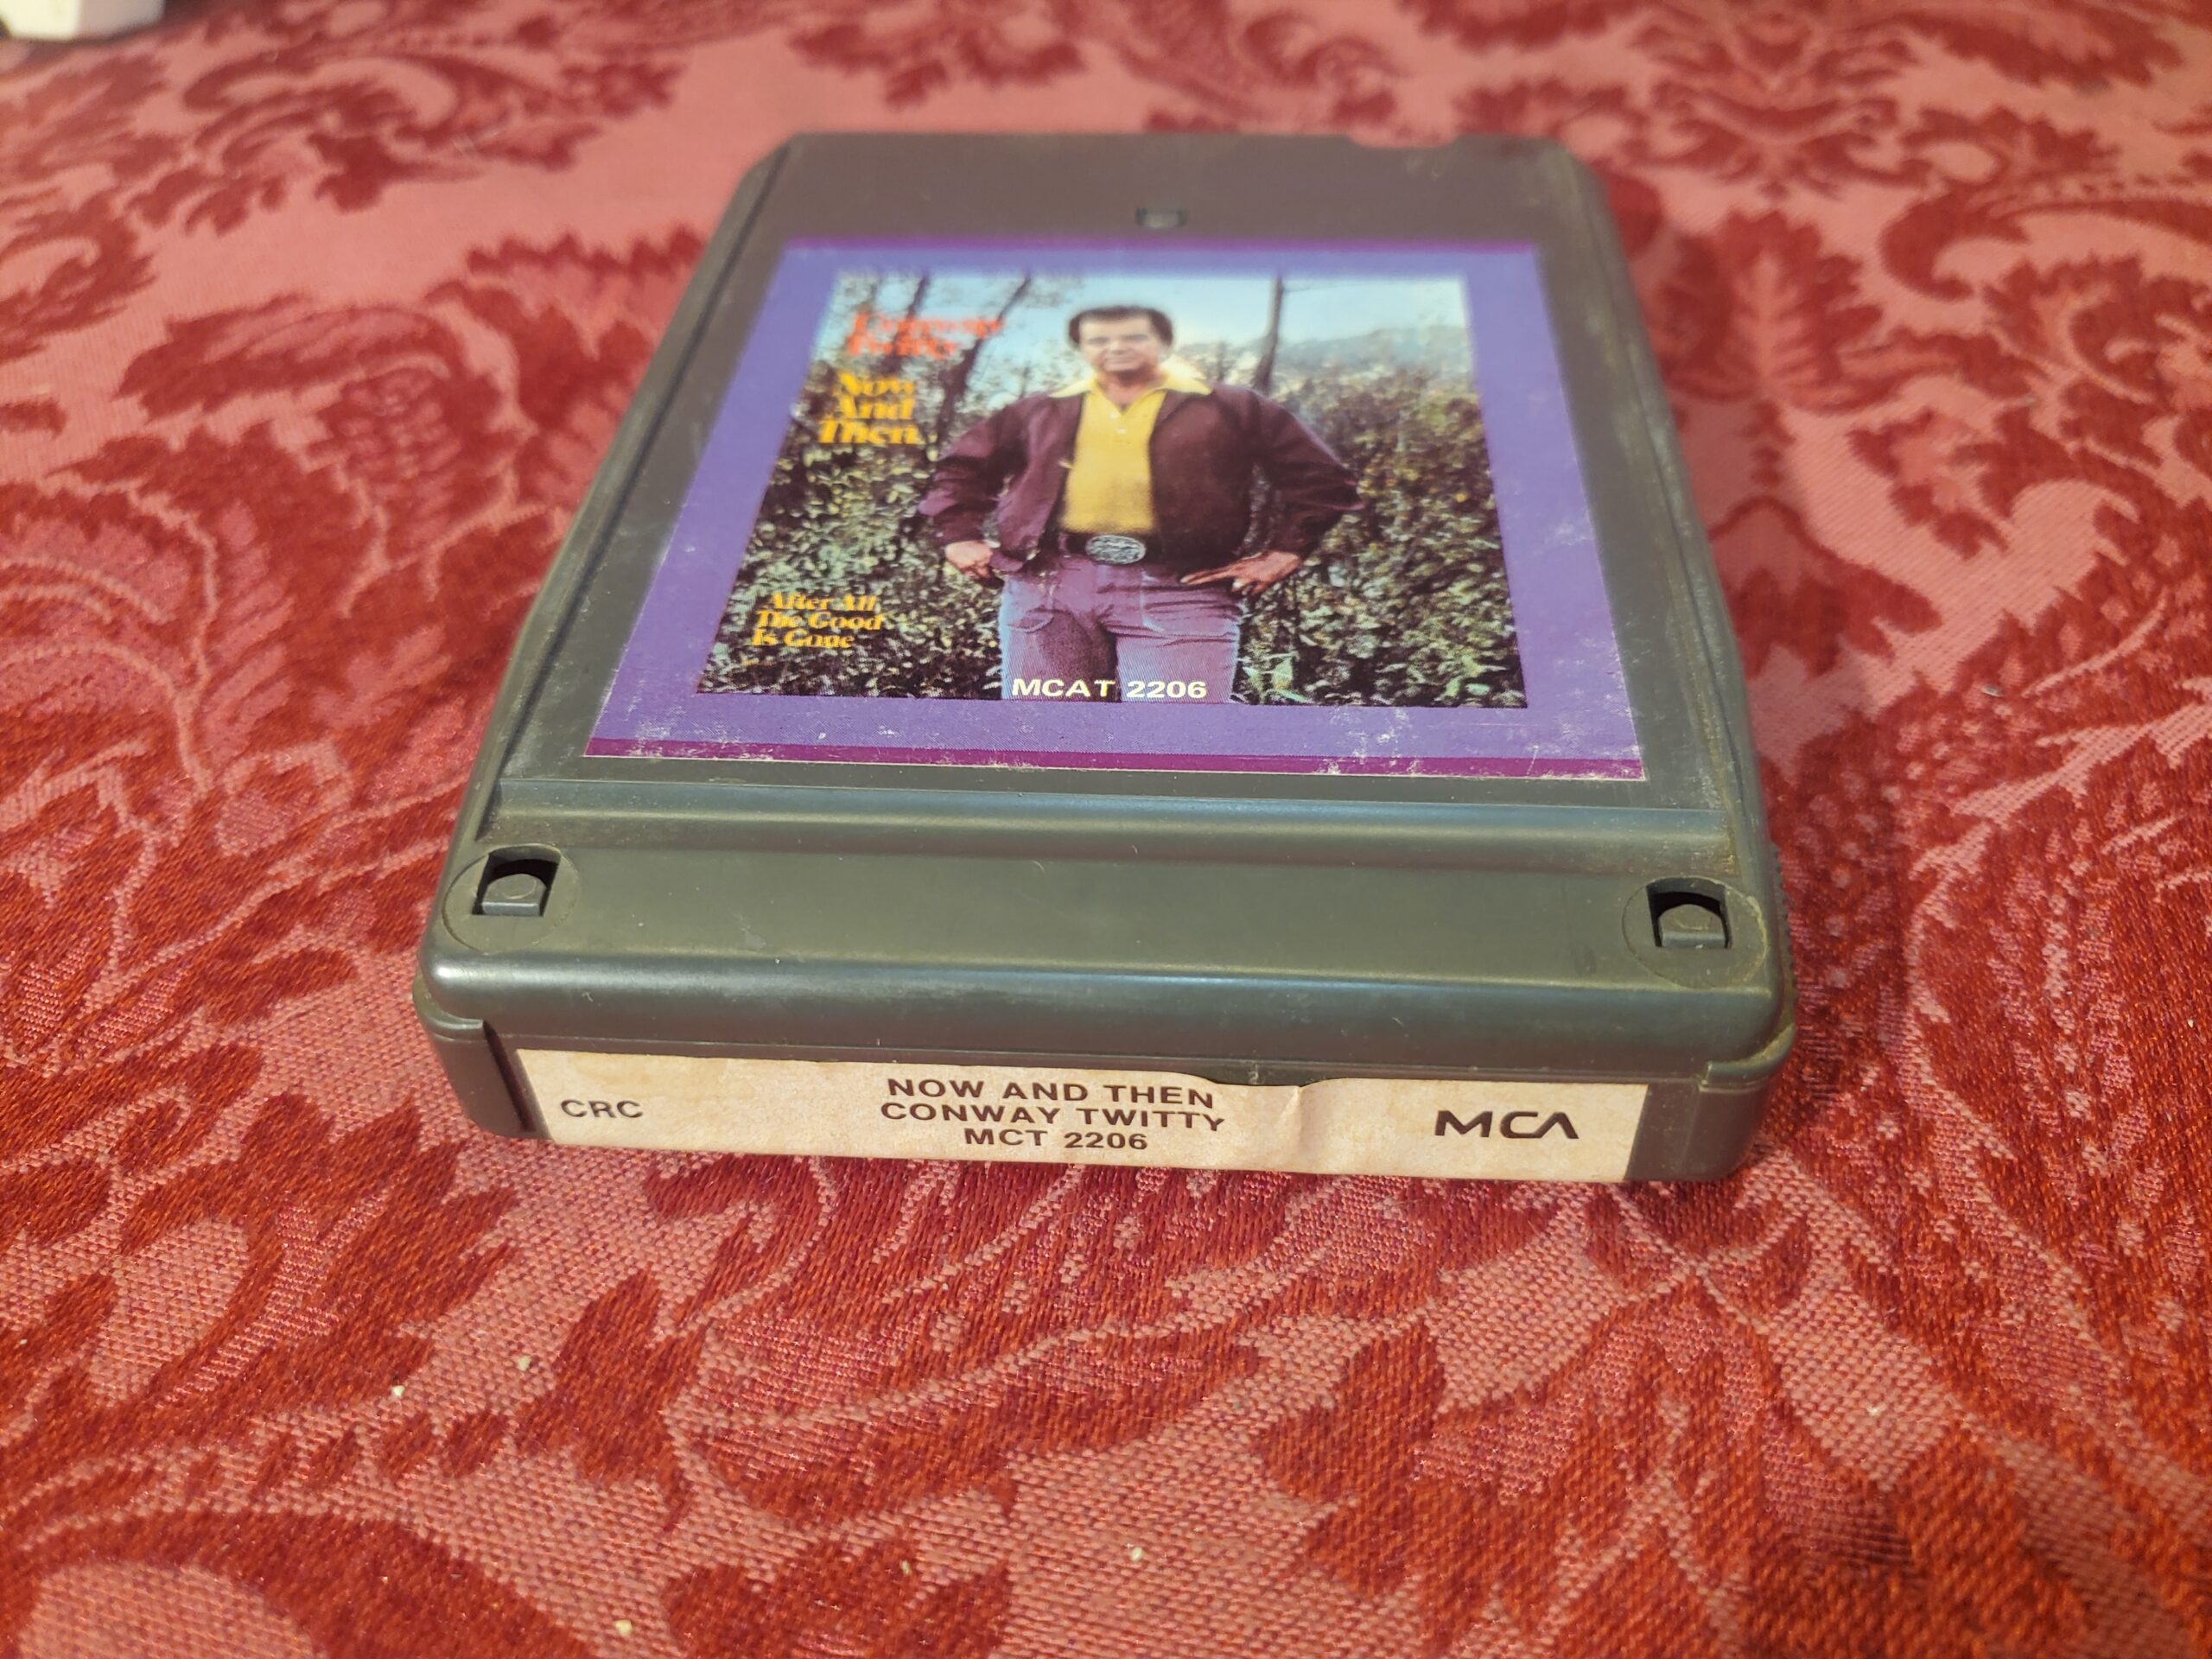 Conway
Twitty
Now
And
Then
After All
The Good
Is Gone
MCAT 2206
CRC
NOW AND THEN
CONWAY TWITTY
MCT 2206
MCA